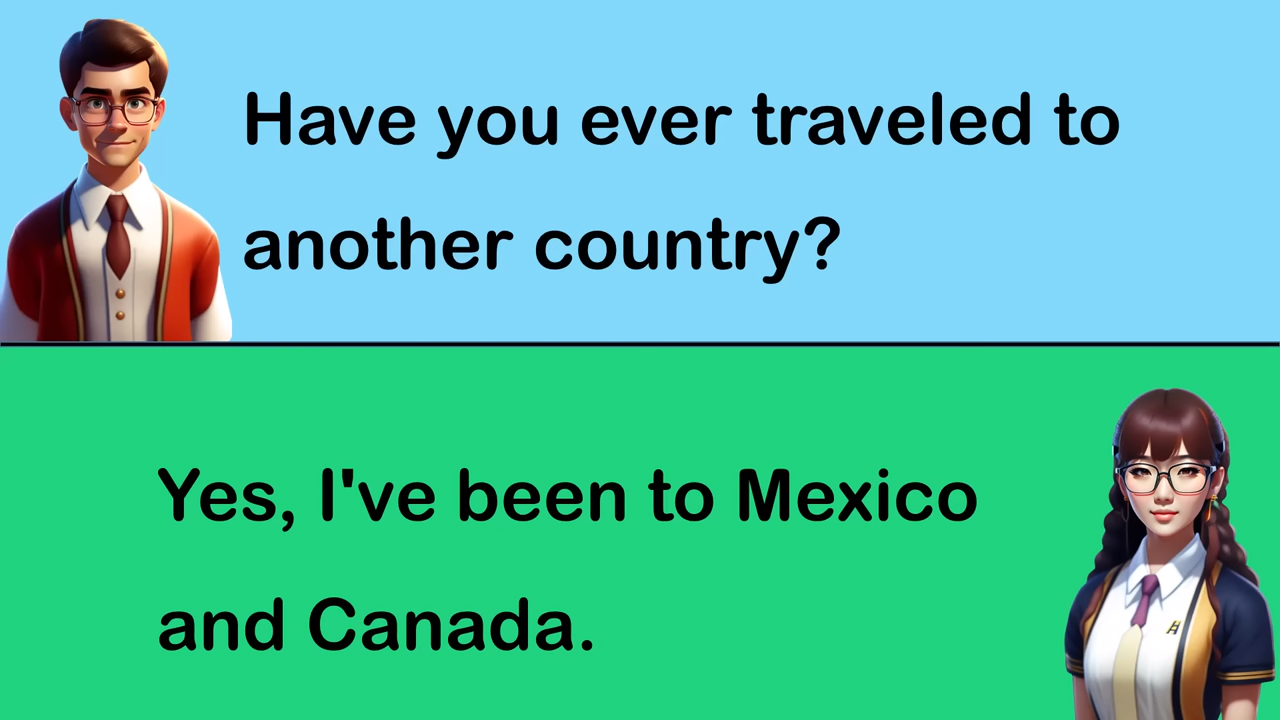 Have you ever traveled to
another country?
Yes, I've been to Mexico
and Canada.